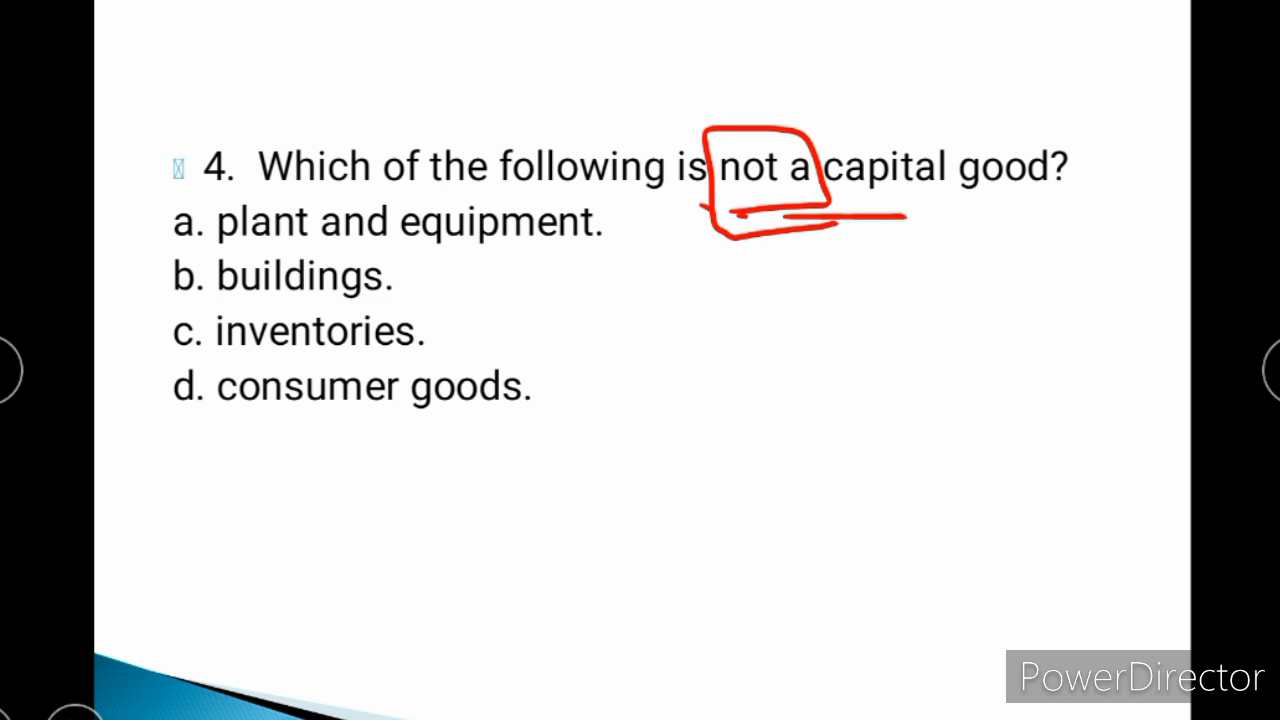 4. Which of the following is not a capital good?
a. plant and equipment.
b. buildings.
c. inventories.
d. consumer goods.
PowerDirector